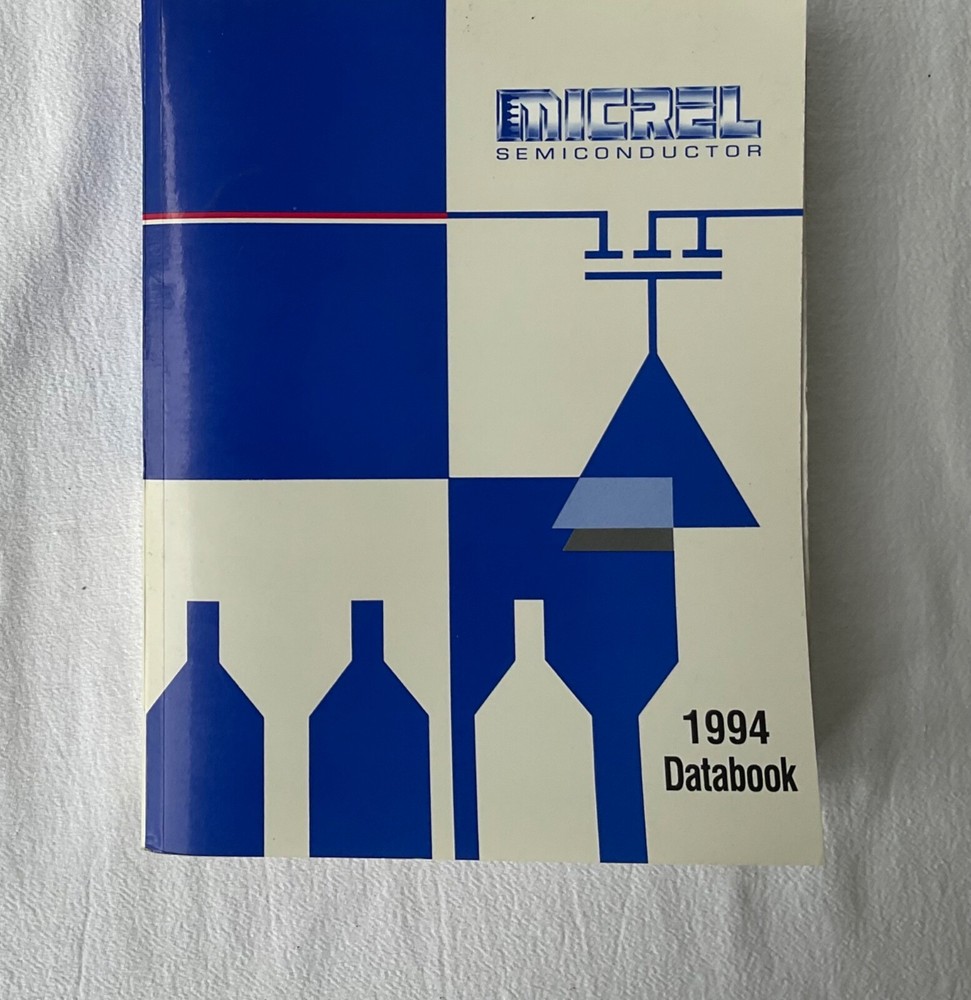 MICREL
SEMICONDUCTOR
1994
Databook